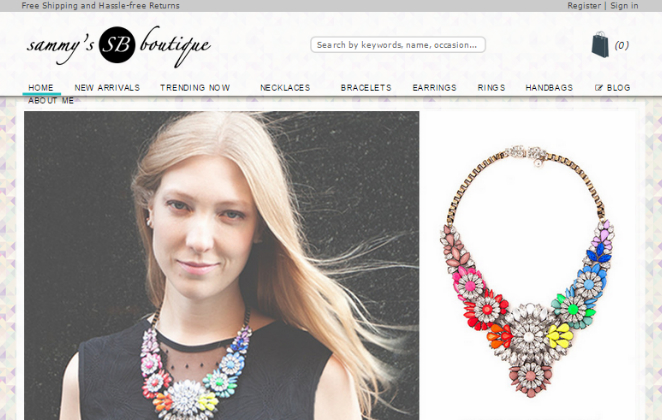 Free Shipping and Hassle-free Returns
Register | Sign in
sammy's SB boutique
Search by keywords, name, occasion...
(0)
HOME NEW ARRIVALS TRENDING NOW NECKLACES BRACELETS EARRINGS RINGS HANDBAGS BLOG
ABOUT ME